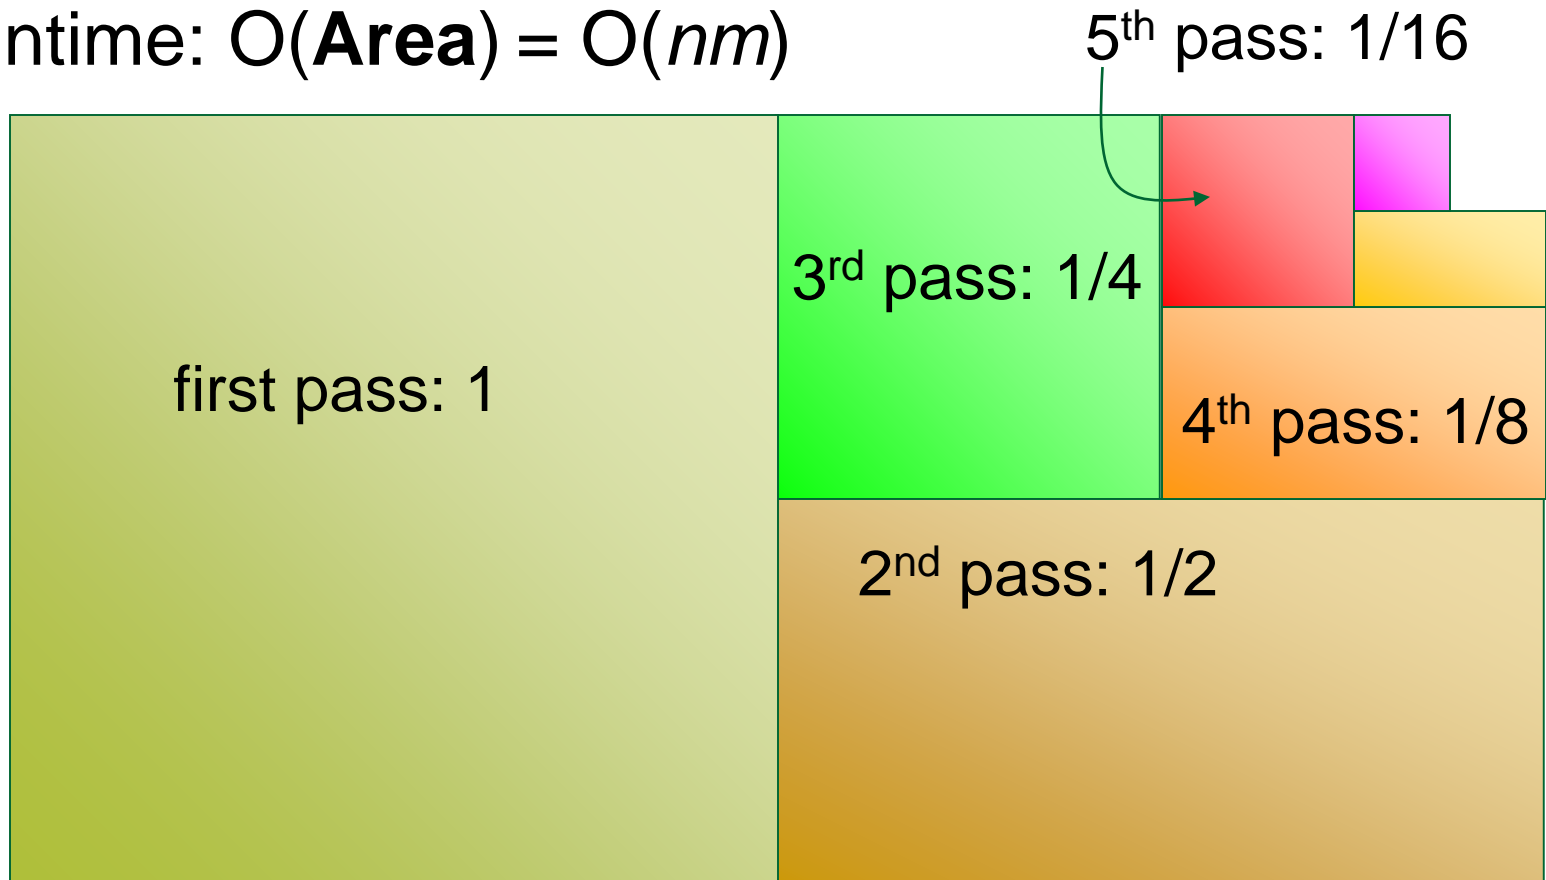 ntime: O(Area) = O(nm)
5th pass: 1/16
3rd pass: 1/4
first pass: 1
4th pass: 1/8
2nd pass: 1/2